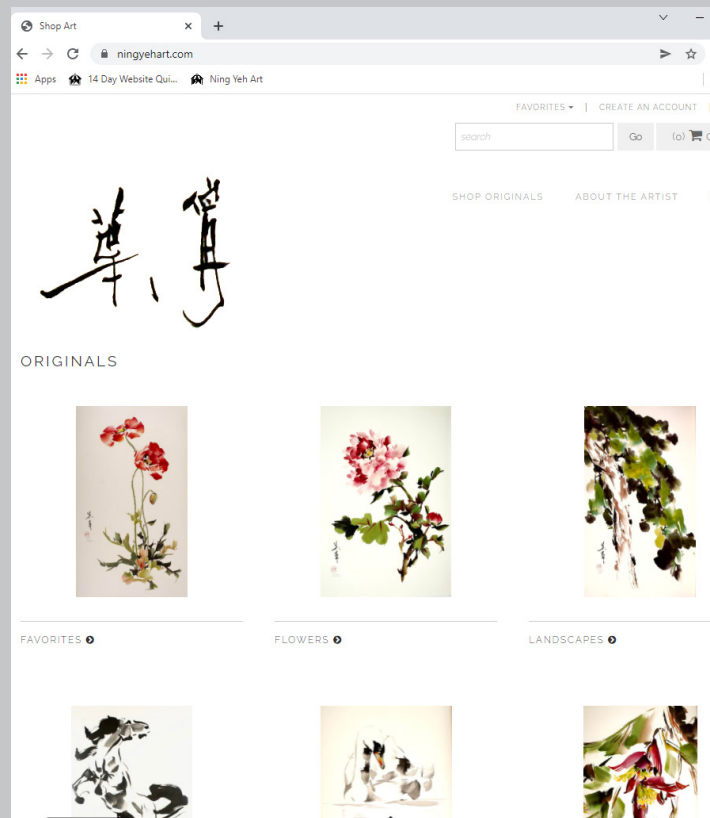 Shop Art
ningyehart.com
Apps 14 Day Website Qui... Ning Yeh Art
FAVORITES | CREATE AN ACCOUNT
search Go (0)
SHOP ORIGINALS ABOUT THE ARTIST
ORIGINALS
FAVORITES
FLOWERS
LANDSCAPES